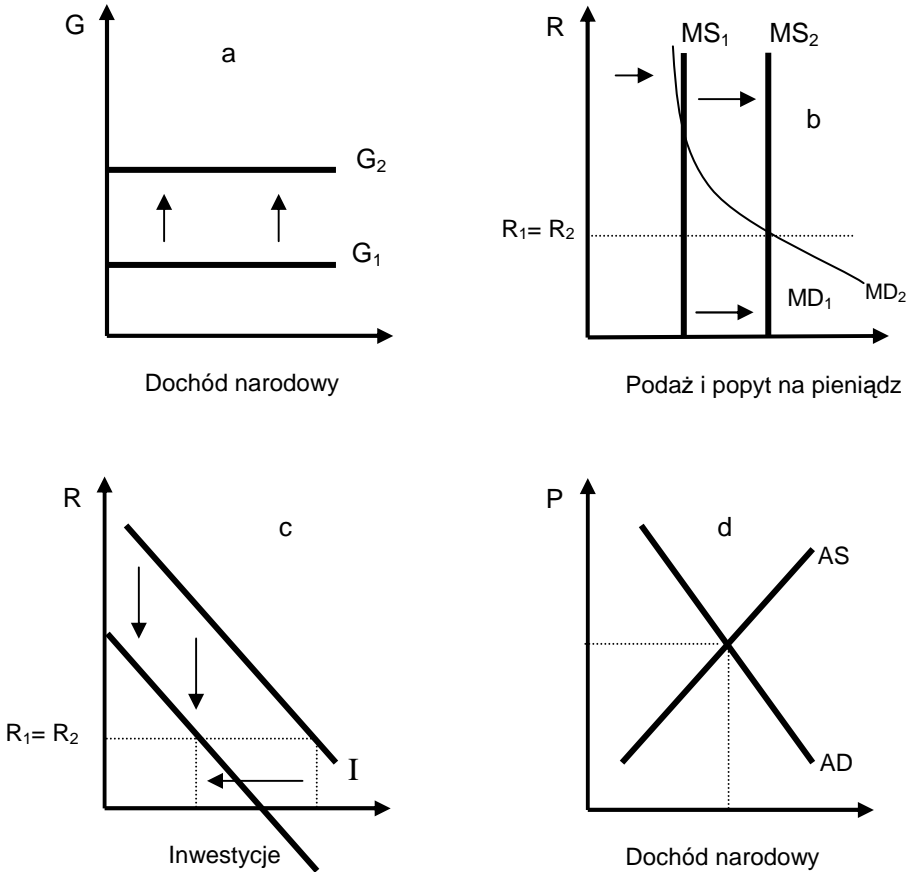 G
a
G₂
G₁
Dochód narodowy
R
MS₁
MS₂
b
R₁= R₂
MD₁
MD₂
Podaż i popyt na pieniądz
R
c
R₁= R₂
I
Inwestycje
P
d
AS
AD
Dochód narodowy